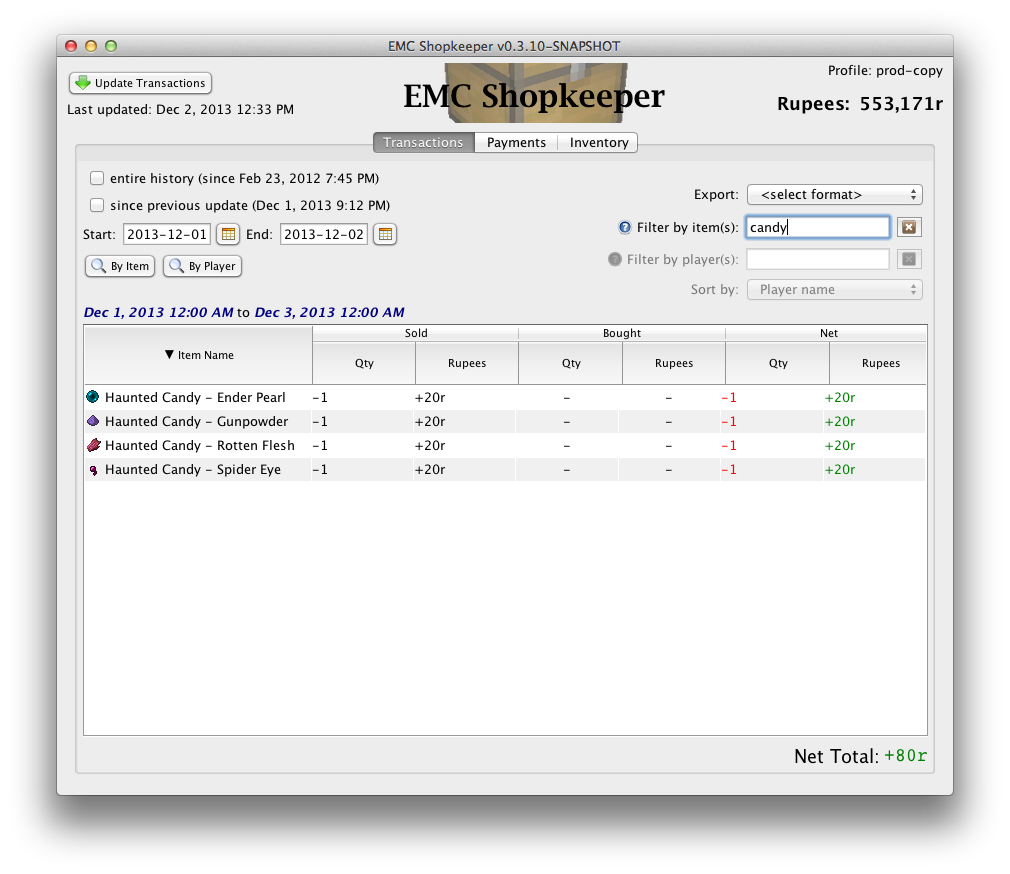 EMC Shopkeeper v0.3.10-SNAPSHOT
Update Transactions
Last updated: Dec 2, 2013 12:33 PM
EMC Shopkeeper
Profile: prod-copy
Rupees: 553,171r
Transactions Payments Inventory
entire history (since Feb 23, 2012 7:45 PM)
since previous update (Dec 1, 2013 9:12 PM)
Start: 2013-12-01 End: 2013-12-02
By Item By Player
Export: <select format>
? Filter by item(s): candy
? Filter by player(s):
Sort by: Player name
Dec 1, 2013 12:00 AM to Dec 3, 2013 12:00 AM
Sold Bought Net
▼ Item Name Qty Rupees Qty Rupees Qty Rupees
Haunted Candy - Ender Pearl -1 +20r - - -1 +20r
Haunted Candy - Gunpowder -1 +20r - - -1 +20r
Haunted Candy - Rotten Flesh -1 +20r - - -1 +20r
Haunted Candy - Spider Eye -1 +20r - - -1 +20r
Net Total: +80r